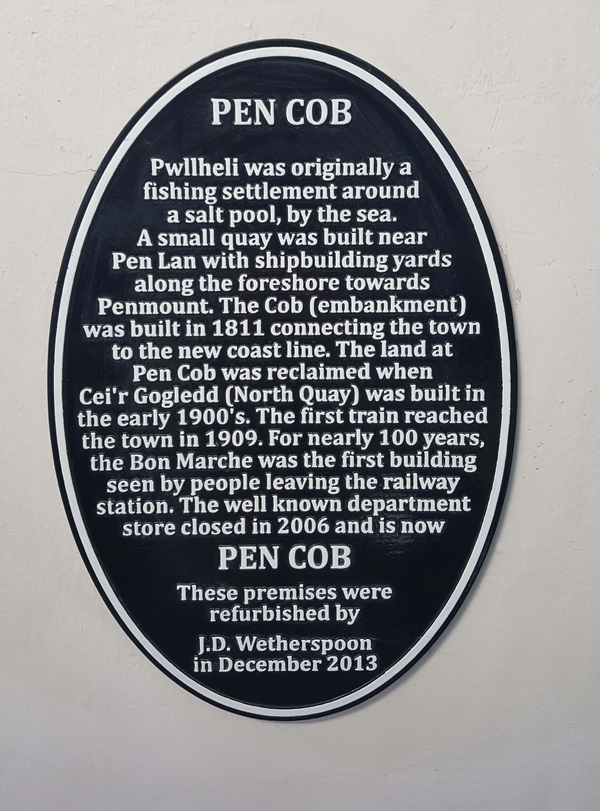 PEN COB
Pwllheli was originally a
fishing settlement around
a salt pool, by the sea.
A small quay was built near
Pen Lan with shipbuilding yards
along the foreshore towards
Penmount. The Cob (embankment)
was built in 1811 connecting the town
to the new coast line. The land at
Pen Cob was reclaimed when
Cei'r Gogledd (North Quay) was built in
the early 1900's. The first train reached
the town in 1909. For nearly 100 years,
the Bon Marche was the first building
seen by people leaving the railway
station. The well known department
store closed in 2006 and is now
PEN COB
These premises were
refurbished by
J.D. Wetherspoon
in December 2013